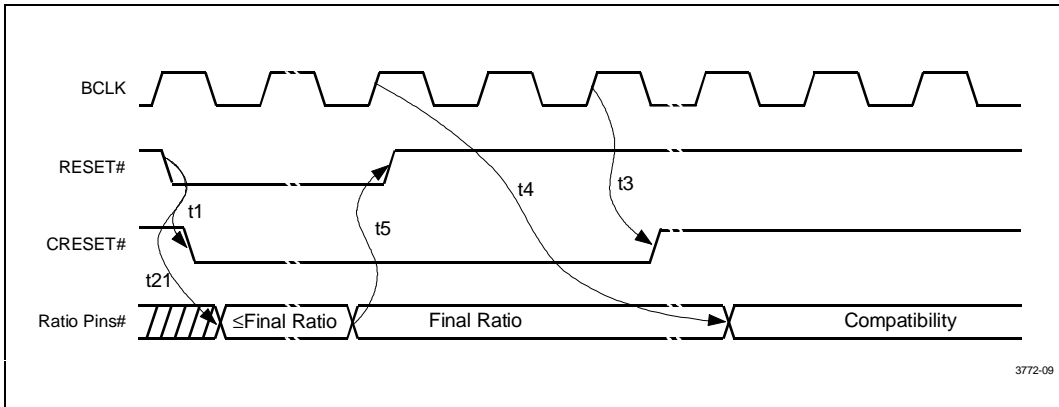 BCLK
RESET#
t1
t5
t4
t3
CRESET#
t21
Ratio Pins#
≤Final Ratio
Final Ratio
Compatibility
3772-09